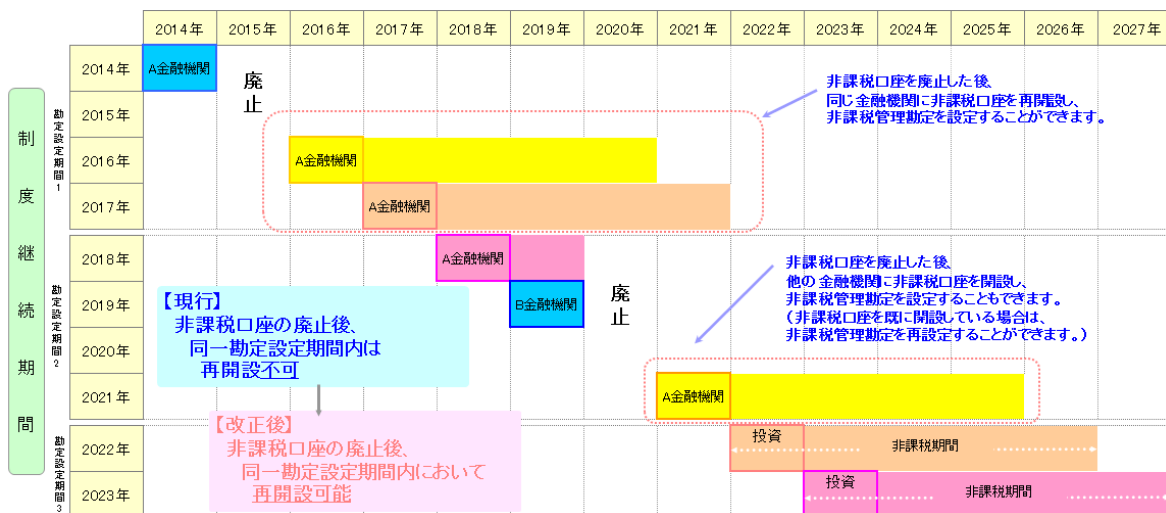 2014年 2015年 2016年 2017年 2018年 2019年 2020年 2021年 2022年 2023年 2024年 2025年 2026年 2027年
制度継続期間
勘定設定期間1
2014年
A金融機関
廃止
2015年
2016年
A金融機関
2017年
A金融機関
非課税口座を廃止した後、
同じ金融機関に非課税口座を再開設し、
非課税管理勘定を設定することができます。
勘定設定期間2
2018年
A金融機関
2019年
B金融機関
廃止
2020年
2021年
A金融機関
非課税口座を廃止した後、
他の金融機関に非課税口座を開設し、
非課税管理勘定を設定することもできます。
(非課税口座を既に開設している場合は、
非課税管理勘定を再設定することができます。)
【現行】
非課税口座の廃止後、
同一勘定設定期間内は
再開設不可
【改正後】
非課税口座の廃止後、
同一勘定設定期間内において
再開設可能
勘定設定期間3
2022年
投資
非課税期間
2023年
投資
非課税期間